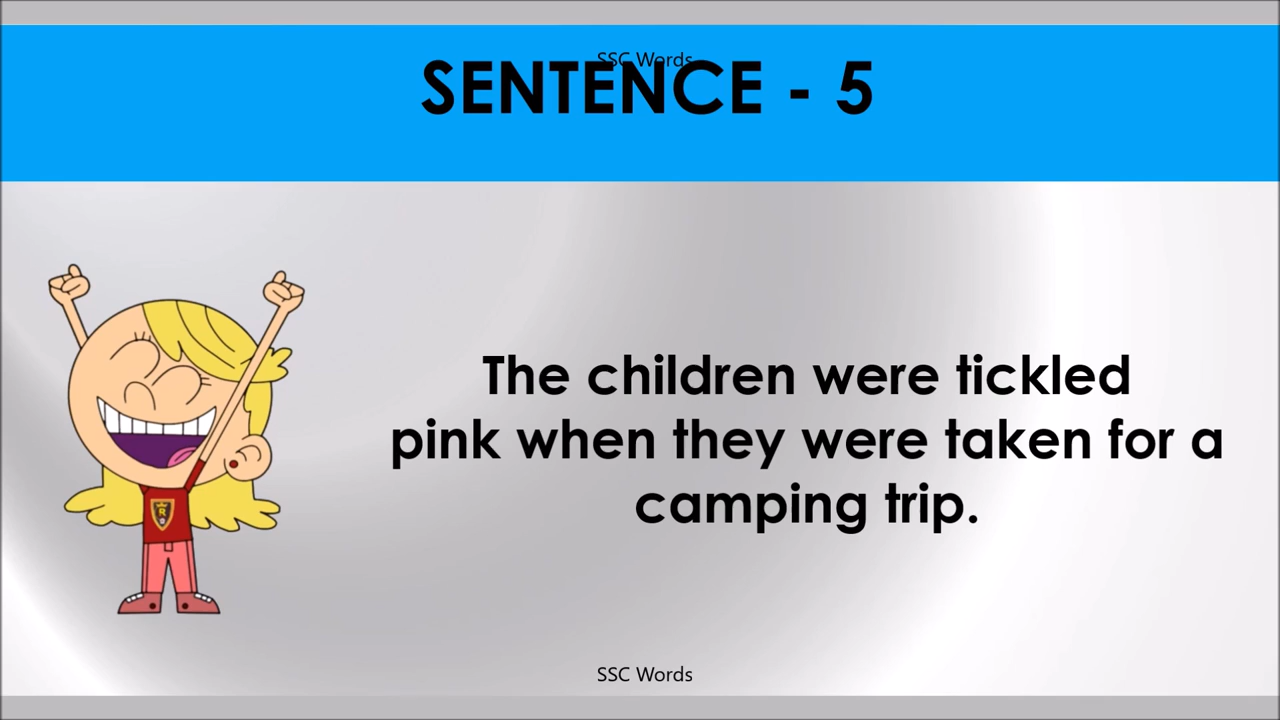 SSC Words
SENTENCE - 5
The children were tickled
pink when they were taken for a
camping trip.
R
SSC Words